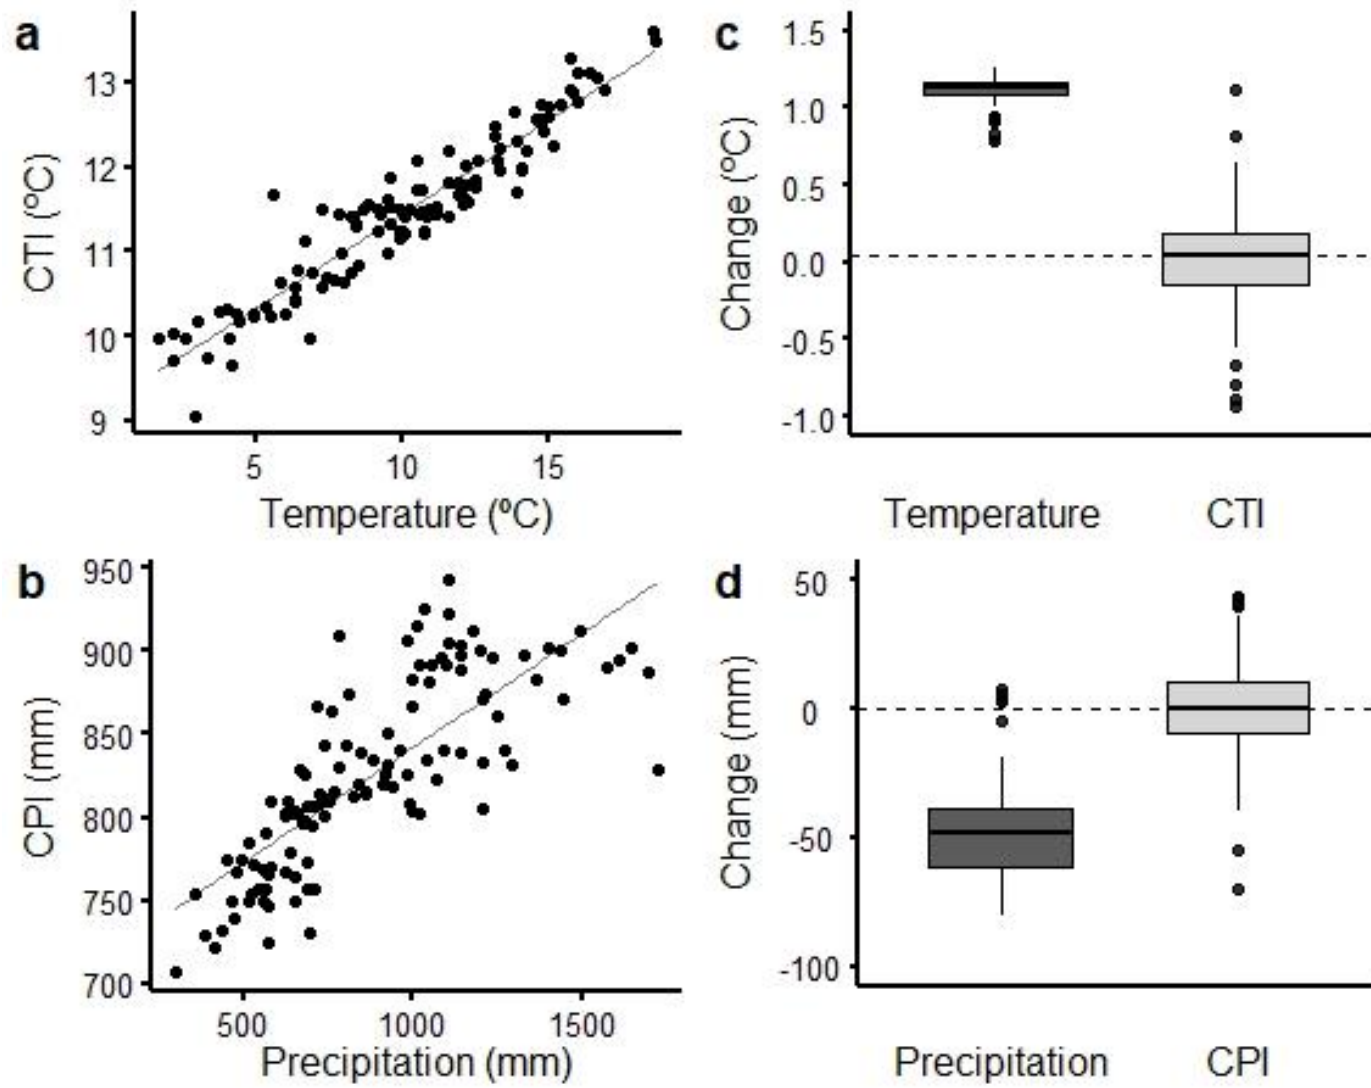 a
CTI (ºC)
13
12
11
10
9
5 10 15
Temperature (ºC)
c
Change (ºC)
1.5
1.0
0.5
0.0
-0.5
-1.0
Temperature CTI
b
CPI (mm)
950
900
850
800
750
700
500 1000 1500
Precipitation (mm)
d
Change (mm)
50
0
-50
-100
Precipitation CPI